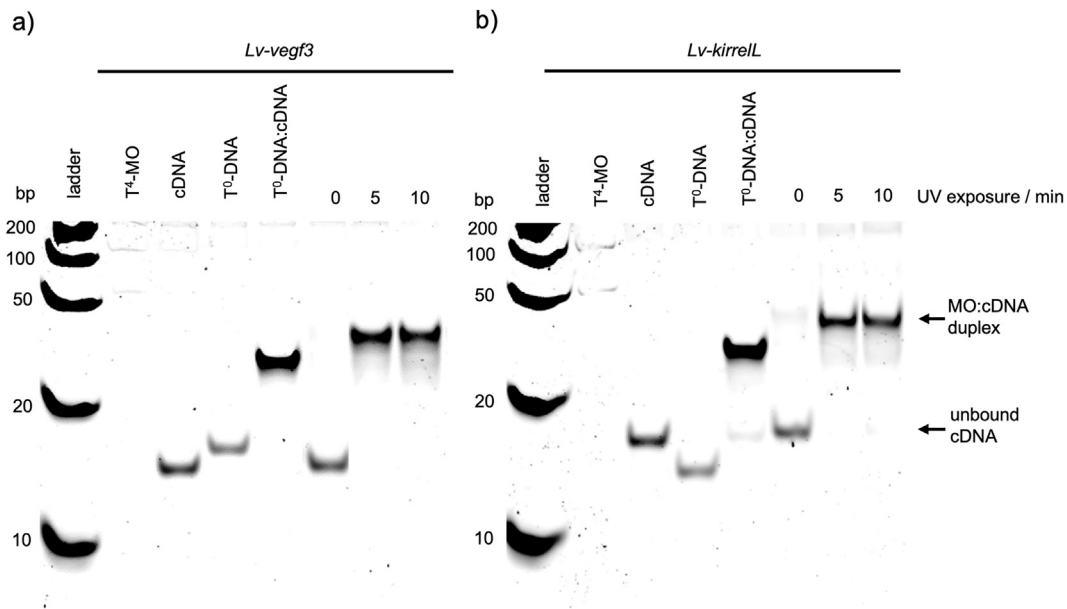 a)
Lv-vegf3
bp
ladder
T⁴-MO
cDNA
T⁰-DNA
T⁰-DNA:cDNA
0
5
10
200
100
50
20
10
b)
Lv-kirrelL
bp
ladder
T⁴-MO
cDNA
T⁰-DNA
T⁰-DNA:cDNA
0
5
10
UV exposure / min
200
100
50
20
10
MO:cDNA
duplex
unbound
cDNA